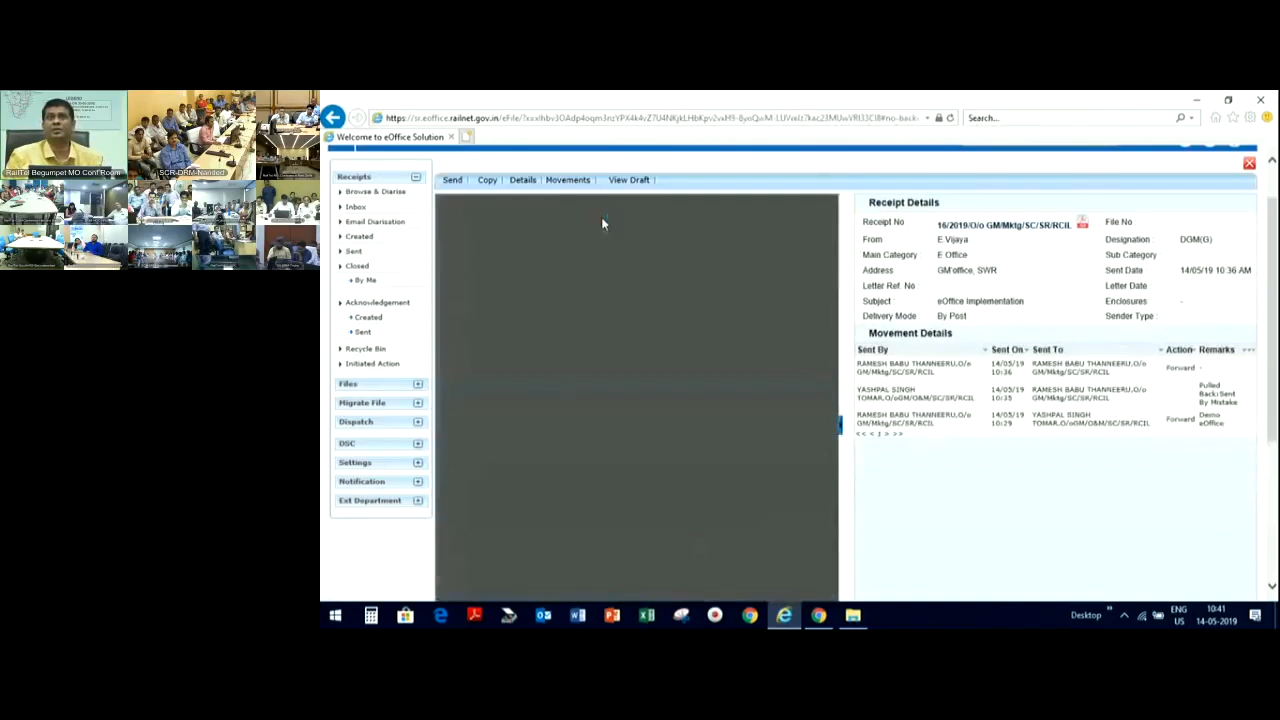 RailTel Begumpet MO Conf Room
SCR-DRM-Nanded
Search...
Welcome to eOffice Solution
Receipts
Browse & Diarise
Inbox
Email Diarisation
Created
Sent
Closed
By Me
Acknowledgement
Created
Sent
Recycle Bin
Initiated Action
Files
Migrate File
Dispatch
DSC
Settings
Notification
Ext Department
Send Copy Details Movements View Draft
Receipt Details
Receipt No 16/2019/O/o GM/Mktg/SC/SR/RCIL File No
From E.Vijaya Designation : DGM(G)
Main Category E Office Sub Category
Address GM'office, SWR Sent Date 14/05/19 10:36 AM
Letter Ref. No Letter Date
Subject eOffice Implementation Enclosures -
Delivery Mode By Post Sender Type :
Movement Details
Sent By Sent On Sent To Action Remarks
RAMESH BABU THANNEERU,O/o GM/Mktg/SC/SR/RCIL 14/05/19 10:36 RAMESH BABU THANNEERU,O/o GM/Mktg/SC/SR/RCIL Forward -
YASHPAL SINGH TOMAR,O/oGM/O&M/SC/SR/RCIL 14/05/19 10:35 RAMESH BABU THANNEERU,O/o GM/Mktg/SC/SR/RCIL Pulled Back:Sent By Mistake
RAMESH BABU THANNEERU,O/o GM/Mktg/SC/SR/RCIL 14/05/19 10:29 YASHPAL SINGH TOMAR,O/oGM/O&M/SC/SR/RCIL Forward Demo eOffice
<< < 1 > >>
Desktop
ENG
US
10:41
14-05-2019